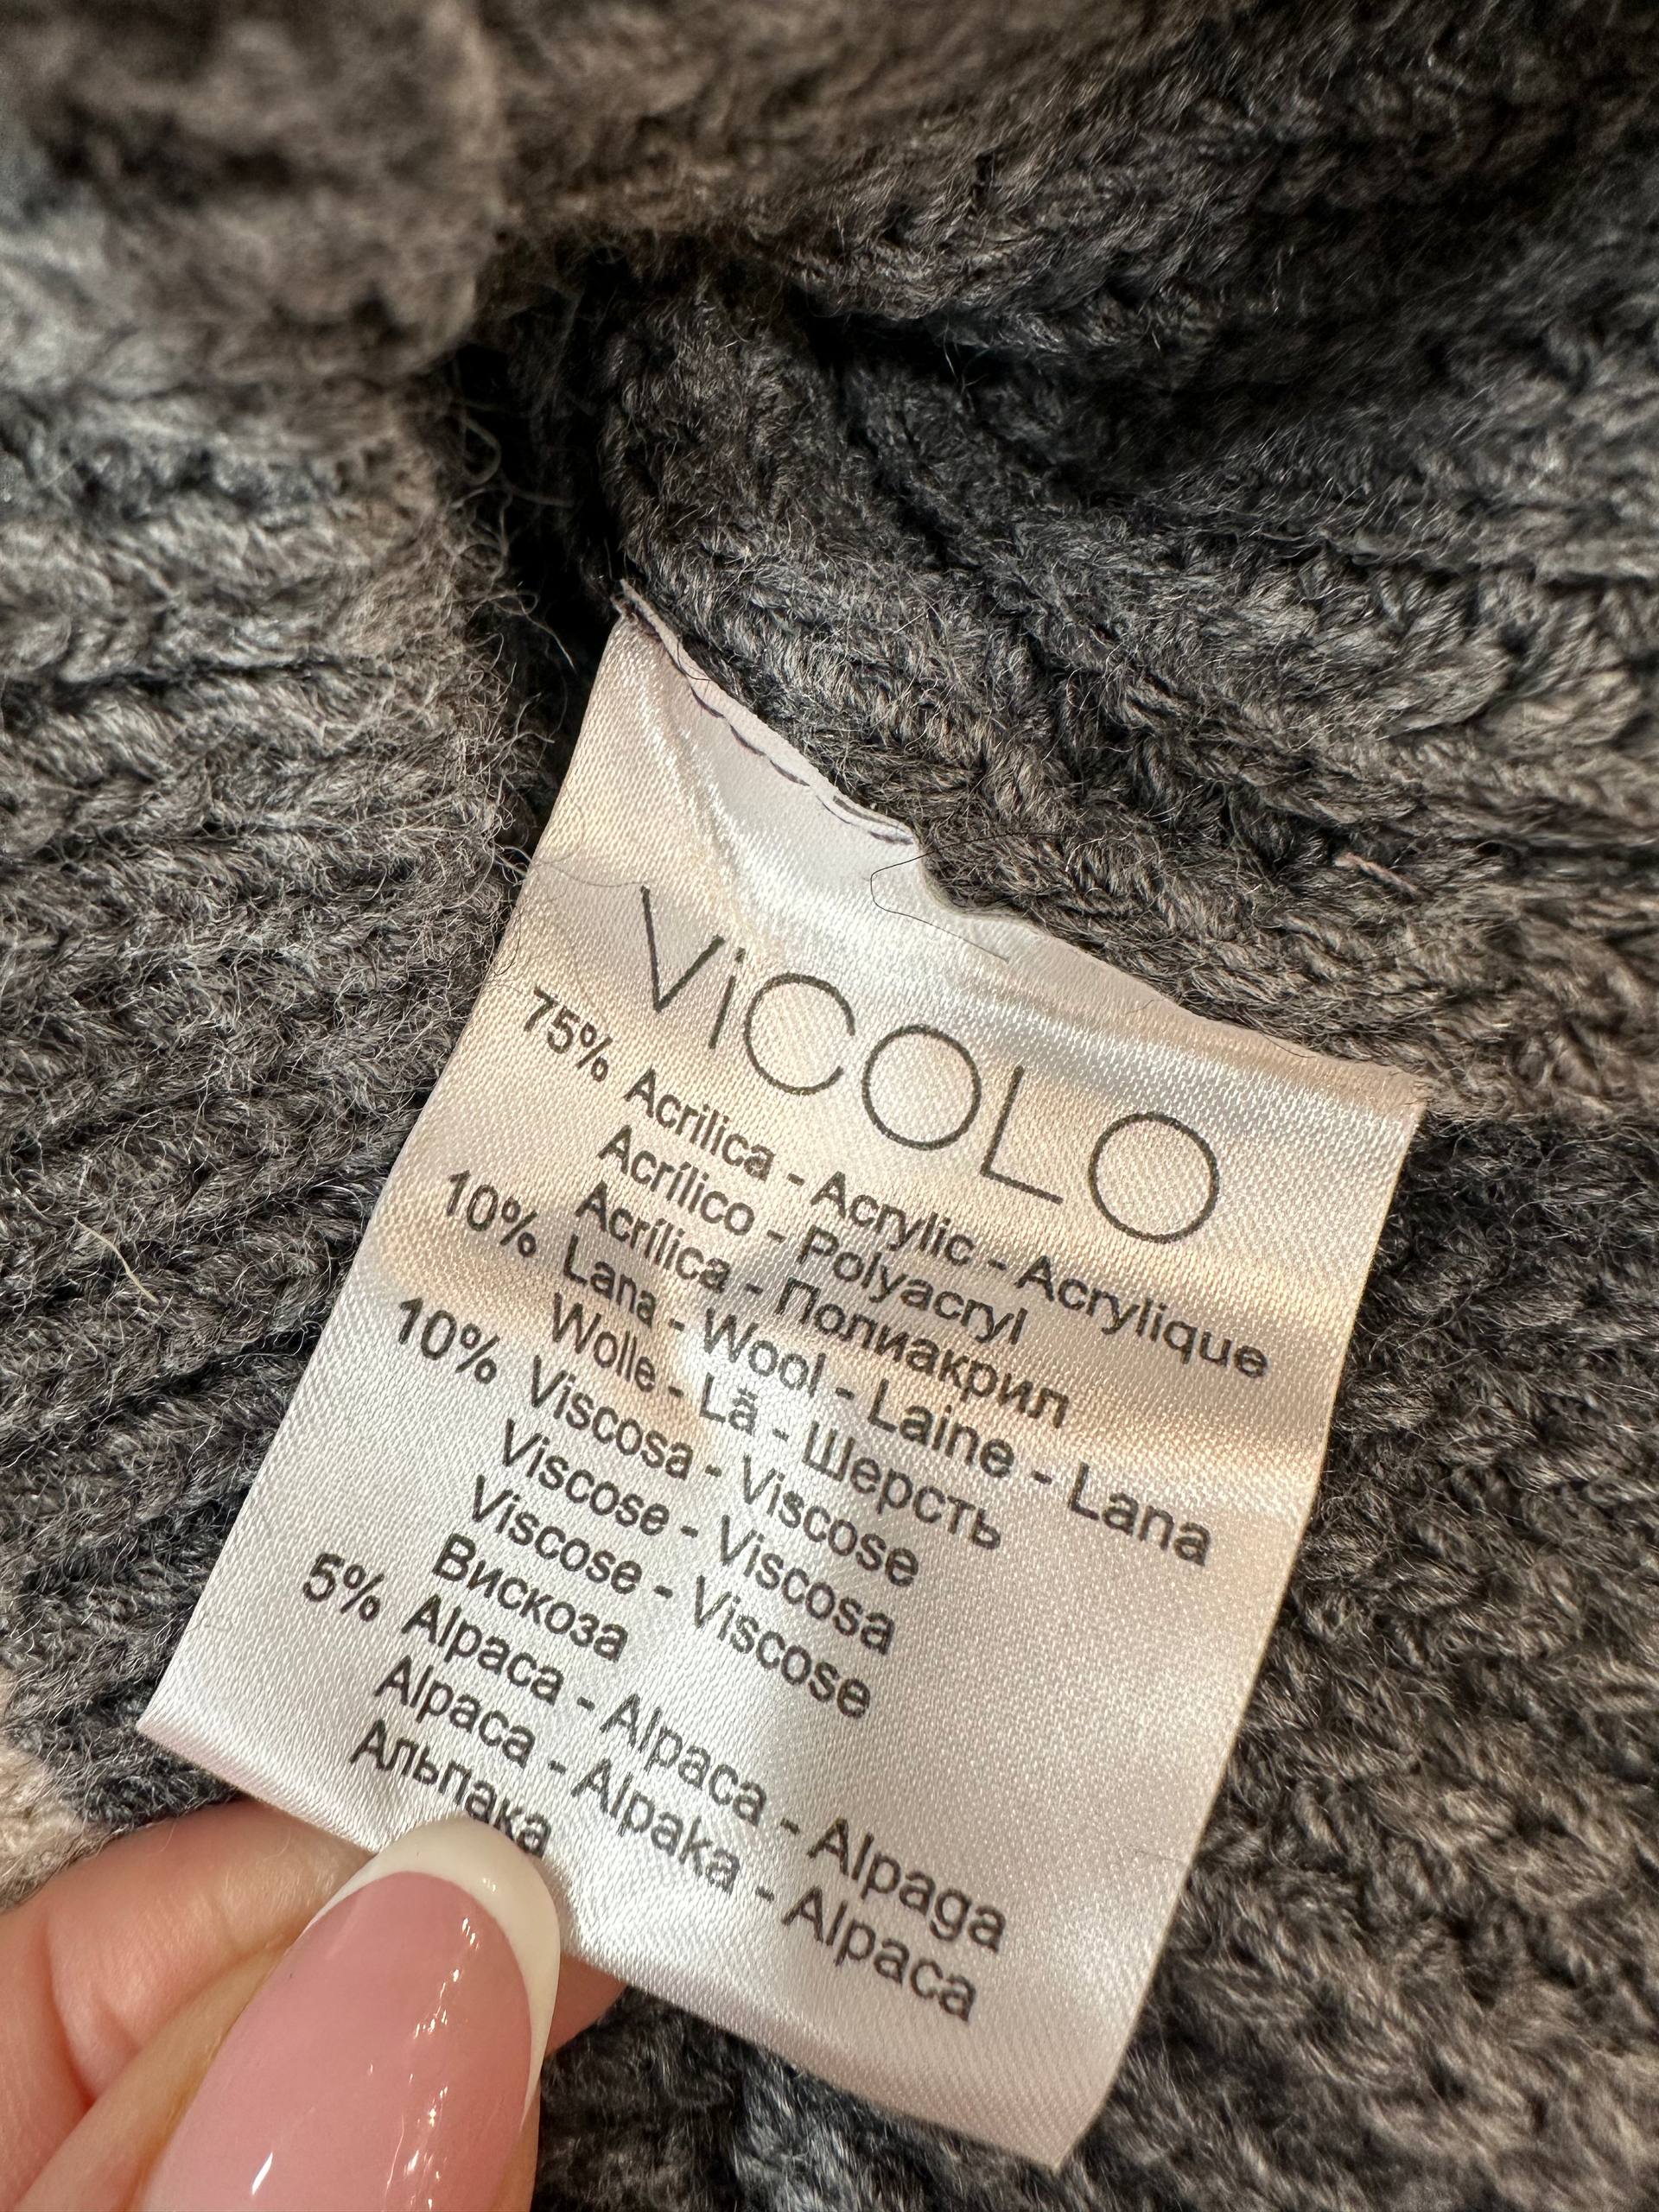 ViCOLO
75% Acrilica - Acrylic - Acrylique
Acrílico - Polyacryl
Acrílica - Полиакрил
10% Lana - Wool - Laine - Lana
Wolle - Lã - Шерсть
10% Viscosa - Viscose
Viscose - Viscosa
Viscose - Viscose
Вискоза
5% Alpaca - Alpaca - Alpaga
Alpaca - Alpaka - Alpaca
Альпака